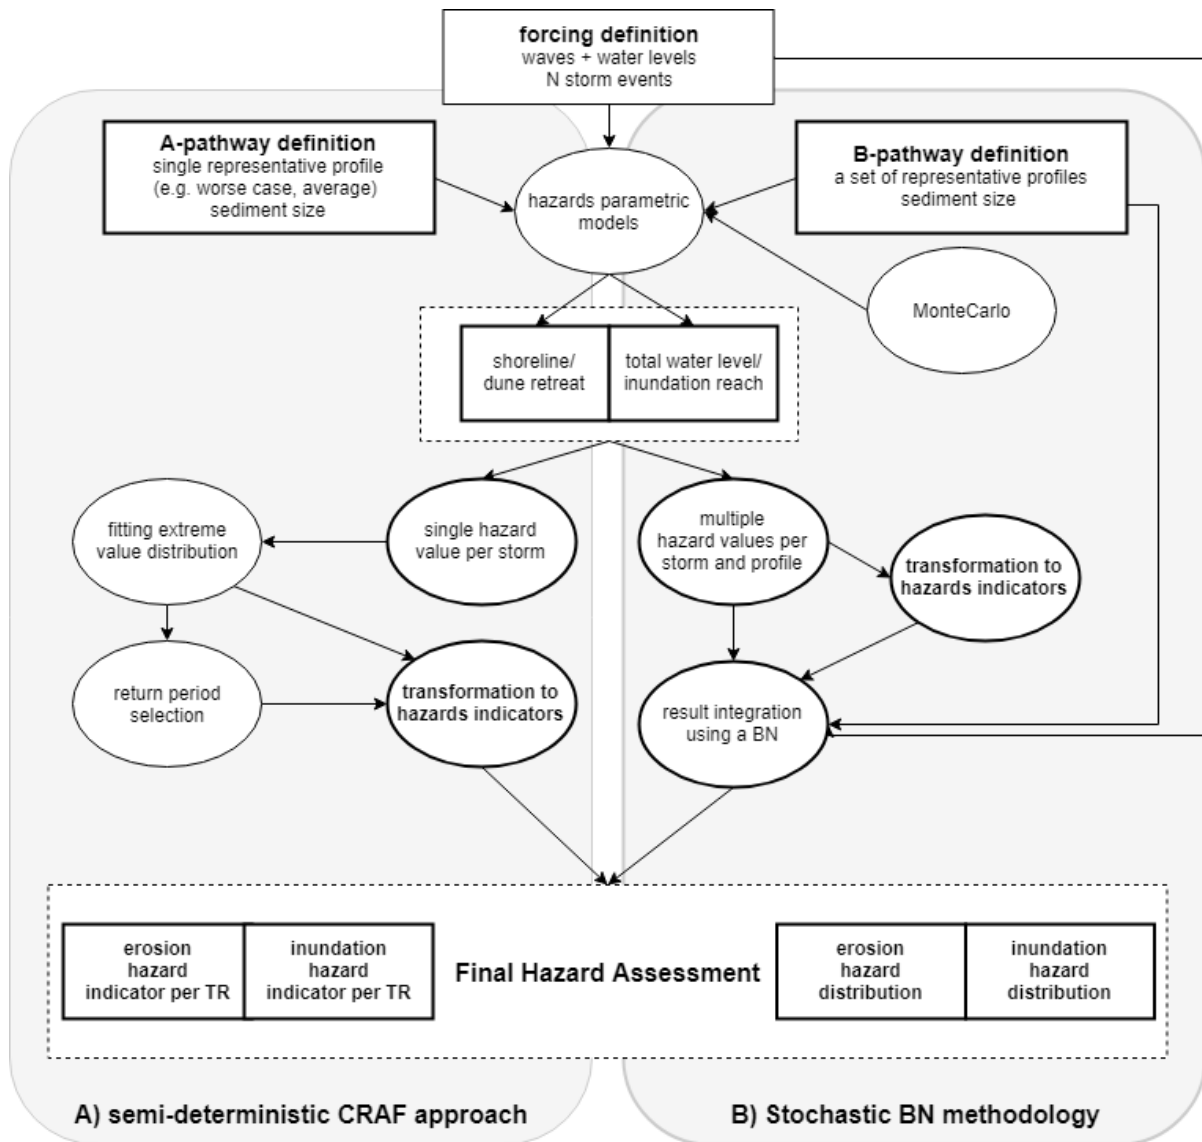 forcing definition
waves + water levels
N storm events
A-pathway definition
single representative profile
(e.g. worse case, average)
sediment size
B-pathway definition
a set of representative profiles
sediment size
hazards parametric
models
MonteCarlo
shoreline/
dune retreat
total water level/
inundation reach
fitting extreme
value distribution
single hazard
value per storm
multiple
hazard values per
storm and profile
transformation to
hazards indicators
return period
selection
transformation to
hazards indicators
result integration
using a BN
erosion
hazard
indicator per TR
inundation
hazard
indicator per TR
Final Hazard Assessment
erosion
hazard
distribution
inundation
hazard
distribution
A) semi-deterministic CRAF approach
B) Stochastic BN methodology